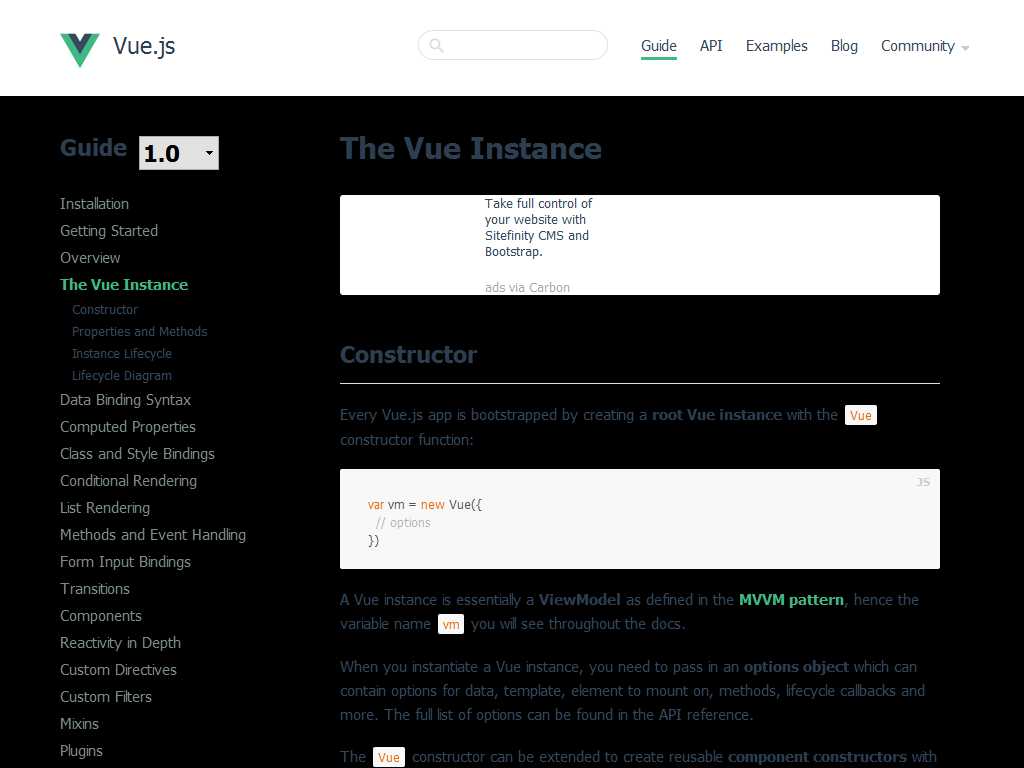 Vue.js
Guide API Examples Blog Community
Guide 1.0
Installation
Getting Started
Overview
The Vue Instance
Constructor
Properties and Methods
Instance Lifecycle
Lifecycle Diagram
Data Binding Syntax
Computed Properties
Class and Style Bindings
Conditional Rendering
List Rendering
Methods and Event Handling
Form Input Bindings
Transitions
Components
Reactivity in Depth
Custom Directives
Custom Filters
Mixins
Plugins
The Vue Instance
Take full control of
your website with
Sitefinity CMS and
Bootstrap.
ads via Carbon
Constructor
Every Vue.js app is bootstrapped by creating a root Vue instance with the Vue
constructor function:
JS
var vm = new Vue({
// options
})
A Vue instance is essentially a ViewModel as defined in the MVVM pattern, hence the
variable name vm you will see throughout the docs.
When you instantiate a Vue instance, you need to pass in an options object which can
contain options for data, template, element to mount on, methods, lifecycle callbacks and
more. The full list of options can be found in the API reference.
The Vue constructor can be extended to create reusable component constructors with